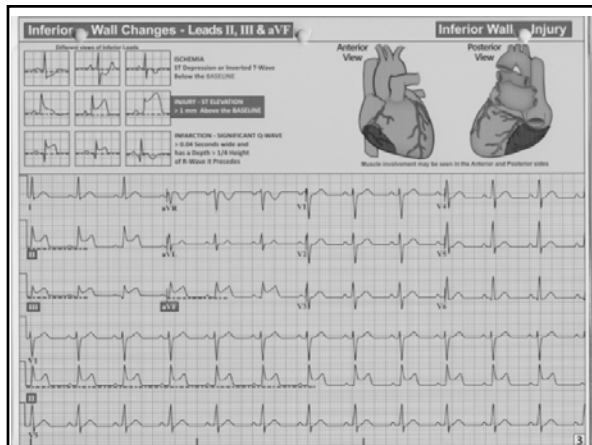 Inferior Wall Changes - Leads II, III & aVF
Inferior Wall Injury
Different views of Inferior Leads
ISCHEMIA
ST Depression or Inverted T-Wave
Below the BASELINE
INJURY - ST ELEVATION
> 1 mm Above the BASELINE
INFARCTION - SIGNIFICANT Q-WAVE
> 0.04 Seconds wide and
has a Depth > 1/4 Height
of R-Wave it Precedes
Anterior
View
Posterior
View
Muscle involvement may be seen in the Anterior and Posterior sides
I aVR V1 V4
II aVL V2 V5
III aVF V3 V6
V1
II
V5
3